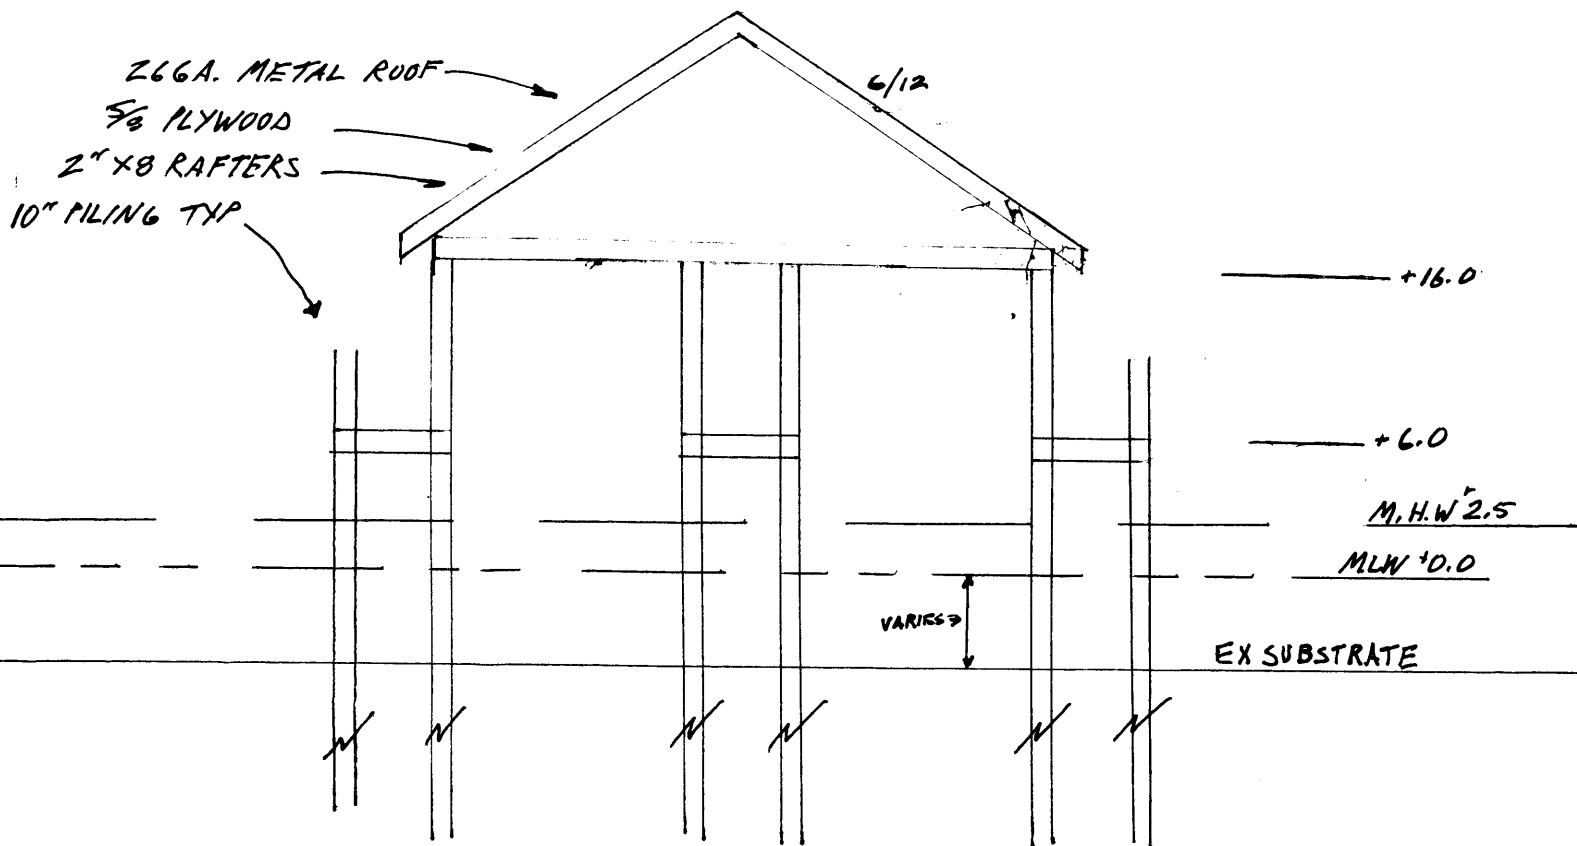 266A. METAL ROOF
5/8 PLYWOOD
2" X8 RAFTERS
10" PILING TYP
6/12
+16.0
+6.0
M.H.W +2.5
MLW +0.0
VARIES
EX SUBSTRATE